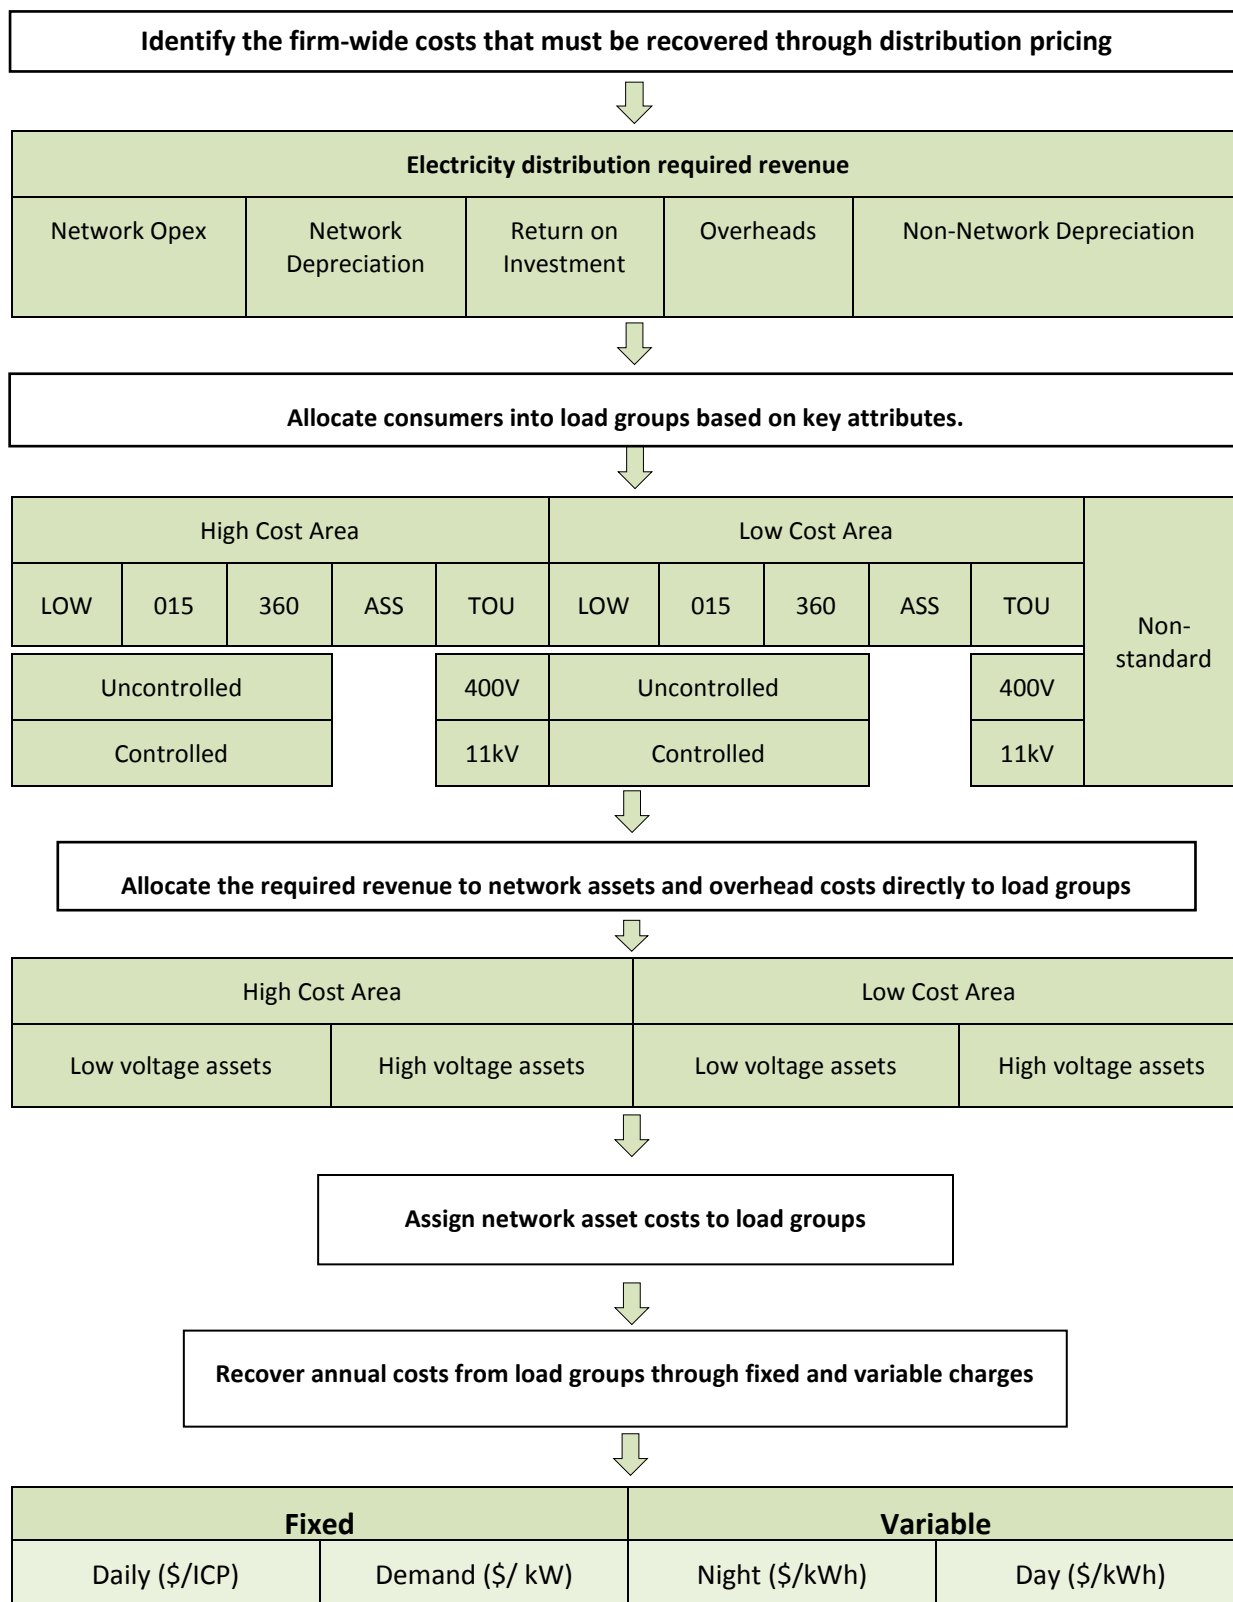 Identify the firm-wide costs that must be recovered through distribution pricing
Electricity distribution required revenue
Network Opex
Network
Depreciation
Return on
Investment
Overheads
Non-Network Depreciation
Allocate consumers into load groups based on key attributes.
High Cost Area
Low Cost Area
Non-
standard
LOW
015
360
ASS
TOU
LOW
015
360
ASS
TOU
Uncontrolled
400V
Uncontrolled
400V
Controlled
11kV
Controlled
11kV
Allocate the required revenue to network assets and overhead costs directly to load groups
High Cost Area
Low Cost Area
Low voltage assets
High voltage assets
Low voltage assets
High voltage assets
Assign network asset costs to load groups
Recover annual costs from load groups through fixed and variable charges
Fixed
Variable
Daily ($/ICP)
Demand ($/ kW)
Night ($/kWh)
Day ($/kWh)